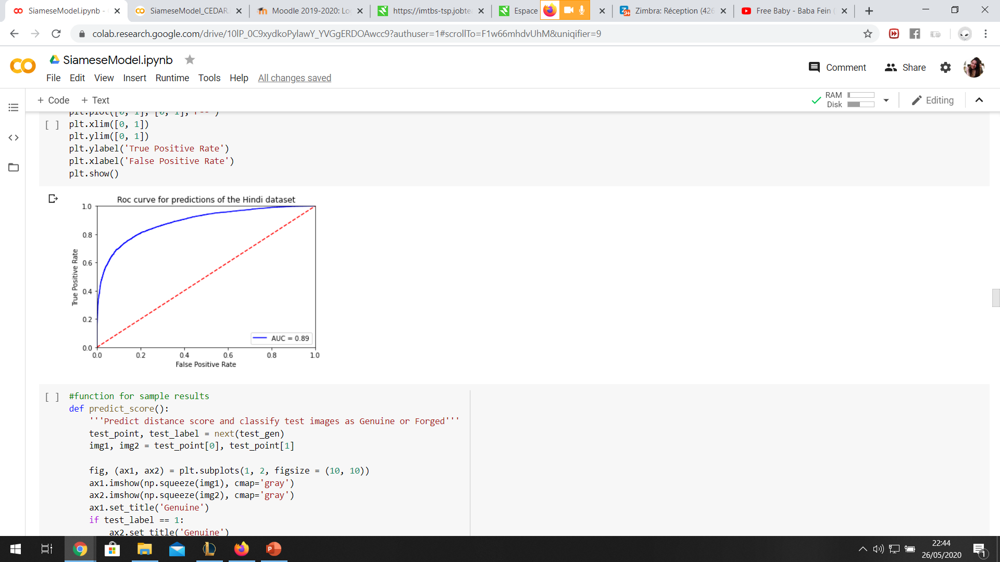 SiameseModel.ipynb -
SiameseModel_CEDAR.
Moodle 2019-2020: Lo
https://imtbs-tsp.jobte
Espace
Zimbra: Réception (426
Free Baby - Baba Fein (
colab.research.google.com/drive/10lP_0C9xydkoPylawY_YVGgERDOAwcc9?authuser=1#scrollTo=F1w66mhdvUhM&uniqifier=9
SiameseModel.ipynb
Comment
Share
File Edit View Insert Runtime Tools Help All changes saved
+ Code + Text
RAM
Disk
Editing
plt.plot([0, 1], [0, 1],'r--')
[ ] plt.xlim([0, 1])
plt.ylim([0, 1])
plt.ylabel('True Positive Rate')
plt.xlabel('False Positive Rate')
plt.show()
Roc curve for predictions of the Hindi dataset
1.0
0.8
0.6
0.4
0.2
0.0
True Positive Rate
AUC = 0.89
0.0 0.2 0.4 0.6 0.8 1.0
False Positive Rate
[ ] #function for sample results
def predict_score():
'''Predict distance score and classify test images as Genuine or Forged'''
test_point, test_label = next(test_gen)
img1, img2 = test_point[0], test_point[1]
fig, (ax1, ax2) = plt.subplots(1, 2, figsize = (10, 10))
ax1.imshow(np.squeeze(img1), cmap='gray')
ax2.imshow(np.squeeze(img2), cmap='gray')
ax1.set_title('Genuine')
if test_label == 1:
ax2.set_title('Genuine')
22:44
26/05/2020
1